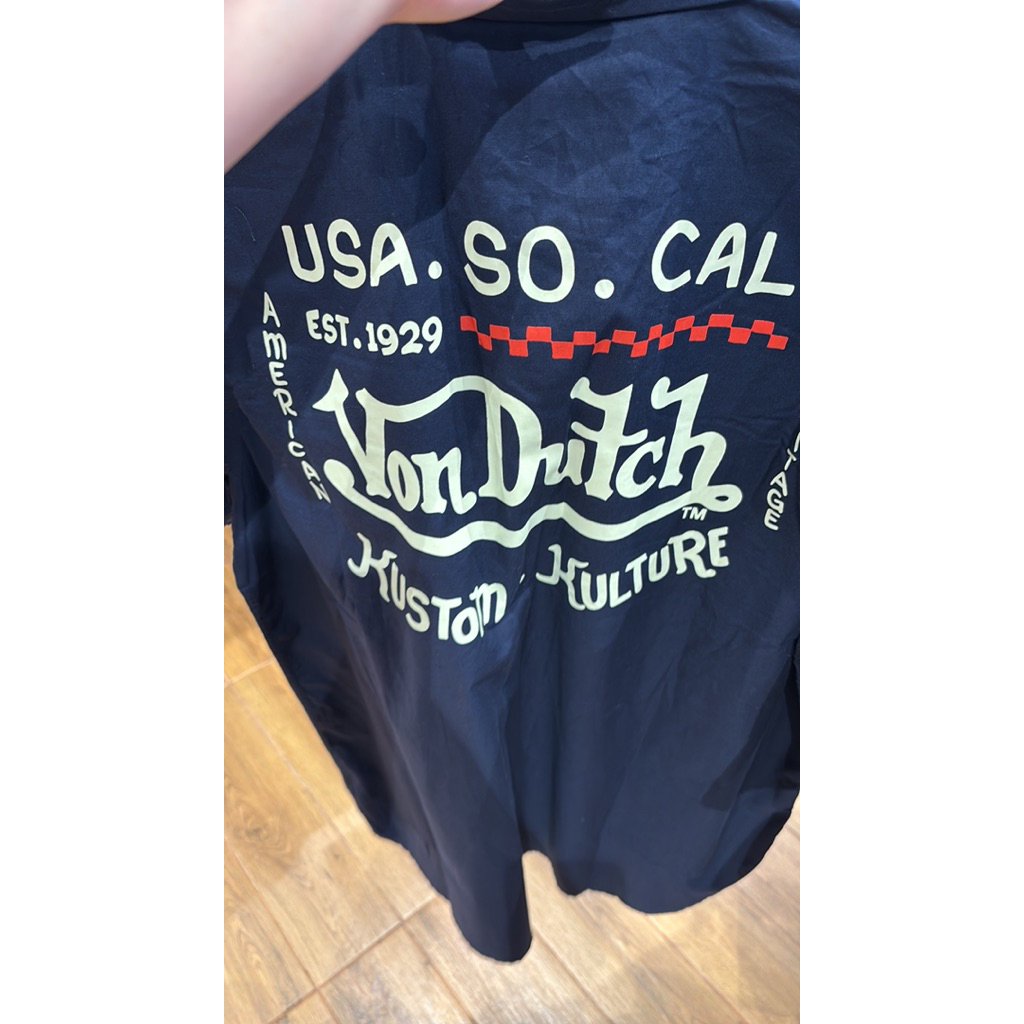 USA. SO. CAL
EST. 1929
AMERICAN
Von Dutch
TM
KUSTOM - KULTURE